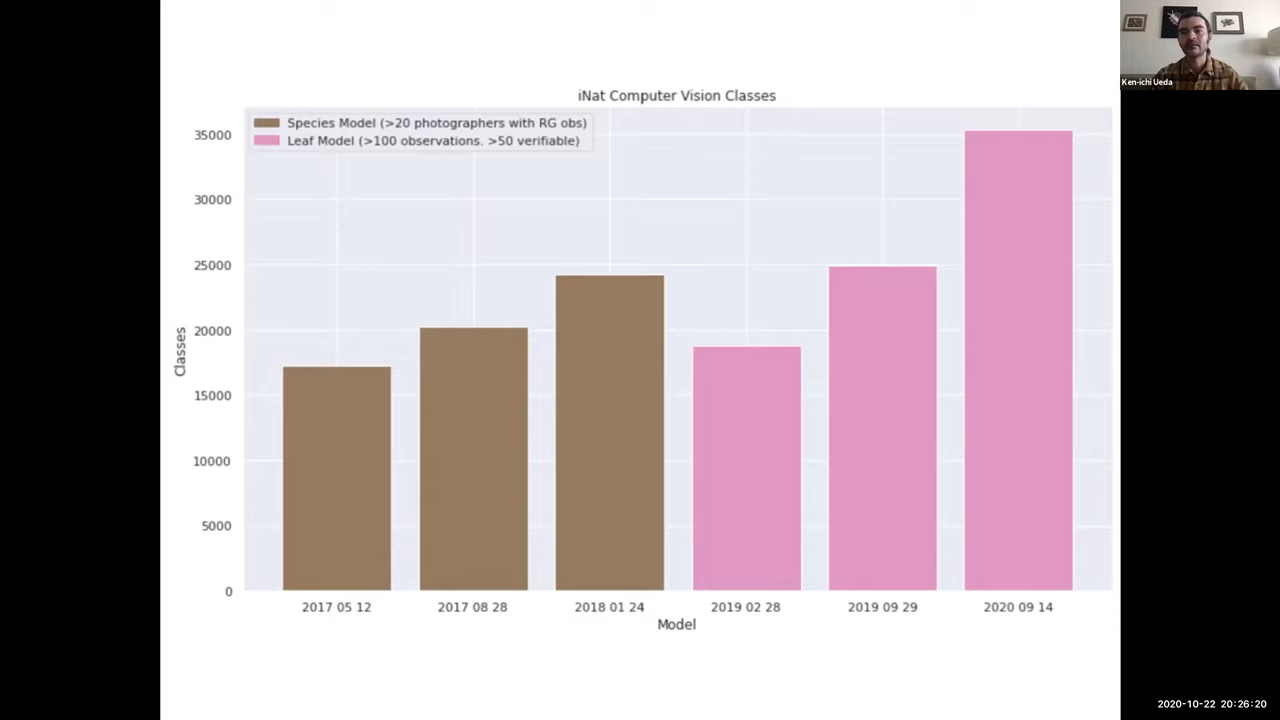 Ken-ichi Ueda
iNat Computer Vision Classes
Species Model (>20 photographers with RG obs)
Leaf Model (>100 observations. >50 verifiable)
35000
30000
25000
20000
15000
10000
5000
0
Classes
2017 05 12
2017 08 28
2018 01 24
2019 02 28
2019 09 29
2020 09 14
Model
2020-10-22 20:26:20